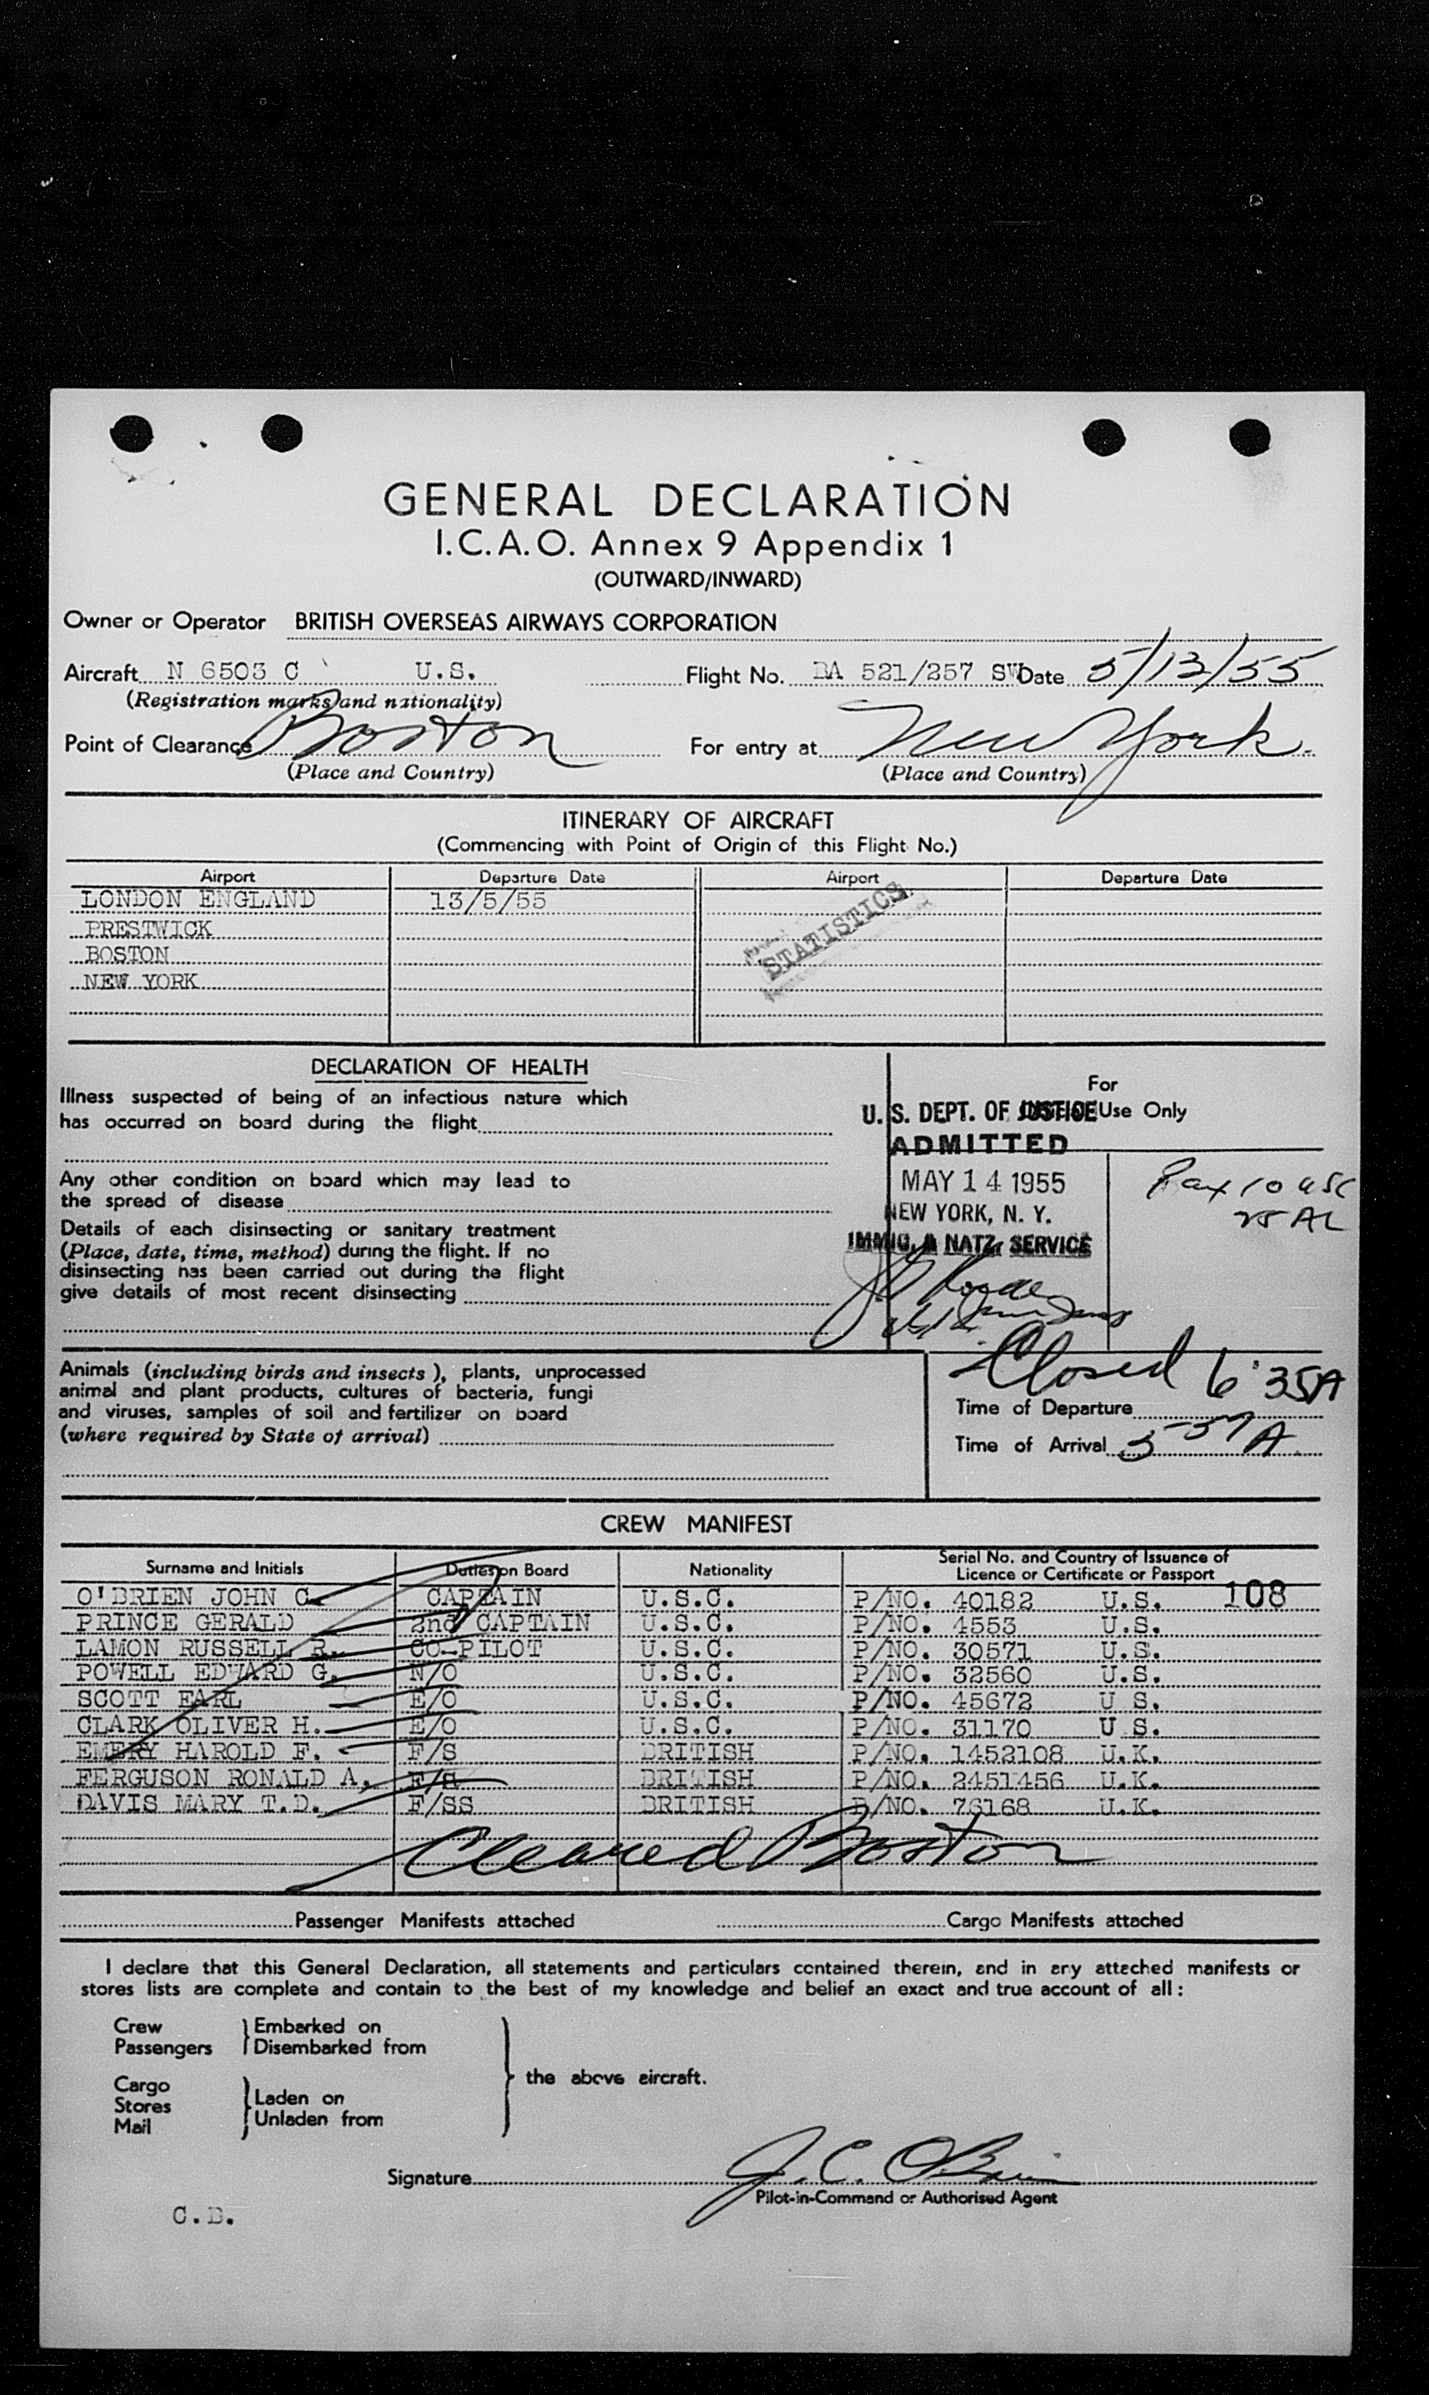 GENERAL DECLARATION
I.C.A.O. Annex 9 Appendix 1
(OUTWARD/INWARD)
Owner or Operator BRITISH OVERSEAS AIRWAYS CORPORATION
Aircraft N 6503 C U.S. Flight No. BA 521/257 SW Date 5/13/55
(Registration marks and nationality)
Point of Clearance Boston For entry at New York
(Place and Country) (Place and Country)
ITINERARY OF AIRCRAFT
(Commencing with Point of Origin of this Flight No.)
Airport Departure Date Airport Departure Date
LONDON ENGLAND 13/5/55
PRESTWICK
BOSTON
NEW YORK
STATISTICS
DECLARATION OF HEALTH
Illness suspected of being of an infectious nature which
has occurred on board during the flight
Any other condition on board which may lead to
the spread of disease
Details of each disinsecting or sanitary treatment
(Place, date, time, method) during the flight. If no
disinsecting has been carried out during the flight
give details of most recent disinsecting
For
Use Only
U.S. DEPT. OF JUSTICE
ADMITTED
MAY 14 1955
NEW YORK, N. Y.
IMMIG. & NATZ. SERVICE
Pax 10 USC
25 AL
Animals (including birds and insects), plants, unprocessed
animal and plant products, cultures of bacteria, fungi
and viruses, samples of soil and fertilizer on board
(where required by State of arrival)
Closed 6:35A
Time of Departure
Time of Arrival 5-57A
CREW MANIFEST
Surname and Initials Duties on Board Nationality Serial No. and Country of Issuance of
Licence or Certificate or Passport
O'BRIEN JOHN C. CAPTAIN U.S.C. P/NO. 40182 U.S. 108
PRINCE GERALD 2nd CAPTAIN U.S.C. P/NO. 4553 U.S.
LAMON RUSSELL R. CO-PILOT U.S.C. P/NO. 30571 U.S.
POWELL EDWARD G. N/O U.S.C. P/NO. 32560 U.S.
SCOTT EARL E/O U.S.C. P/NO. 45672 U S.
CLARK OLIVER H. E/O U.S.C. P/NO. 31170 U S.
EMERY HAROLD F. F/S BRITISH P/NO. 1452108 U.K.
FERGUSON RONALD A. F/S BRITISH P/NO. 2451456 U.K.
DAVIS MARY T.D. F/SS BRITISH P/NO. 76168 U.K.
Cleared Boston
Passenger Manifests attached Cargo Manifests attached
I declare that this General Declaration, all statements and particulars contained therein, and in any attached manifests or
stores lists are complete and contain to the best of my knowledge and belief an exact and true account of all:
Crew Embarked on
Passengers Disembarked from
the above aircraft.
Cargo
Stores Laden on
Mail Unladen from
Signature J. C. O'Brien
Pilot-in-Command or Authorised Agent
C.B.